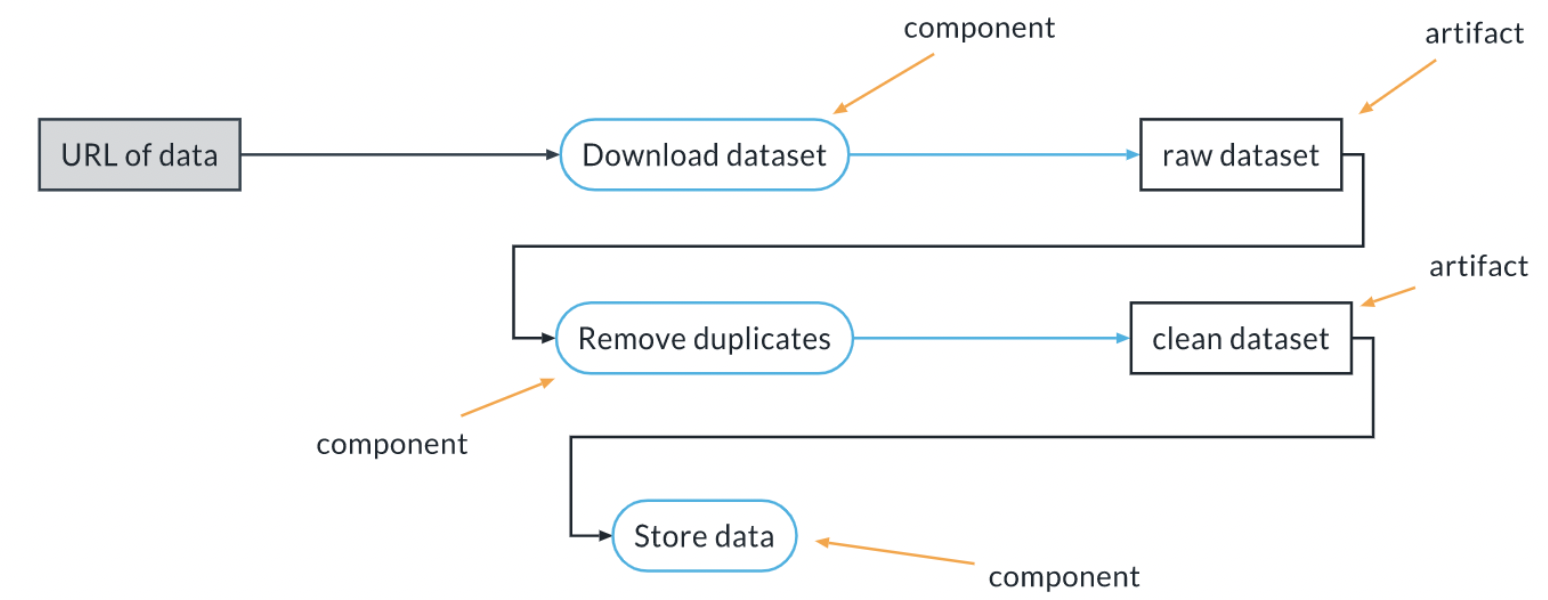 component
artifact
URL of data
Download dataset
raw dataset
artifact
Remove duplicates
clean dataset
component
Store data
component